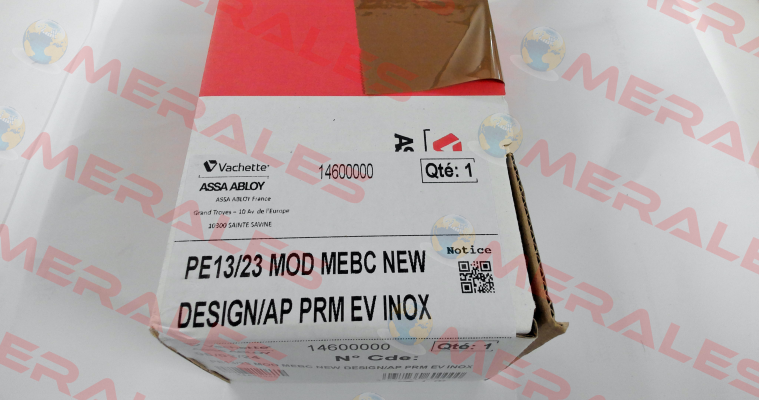 MERALES
Vachette
14600000
Qté: 1
ASSA ABLOY
ASSA ABLOY France
Grand Troyes – 10 Av. de l'Europe
10300 SAINTE SAVINE
Notice
PE13/23 MOD MEBC NEW
DESIGN/AP PRM EV INOX
14600000
Qté: 1
N° Cde:
MOD MEBC NEW DESIGN/AP PRM EV INOX